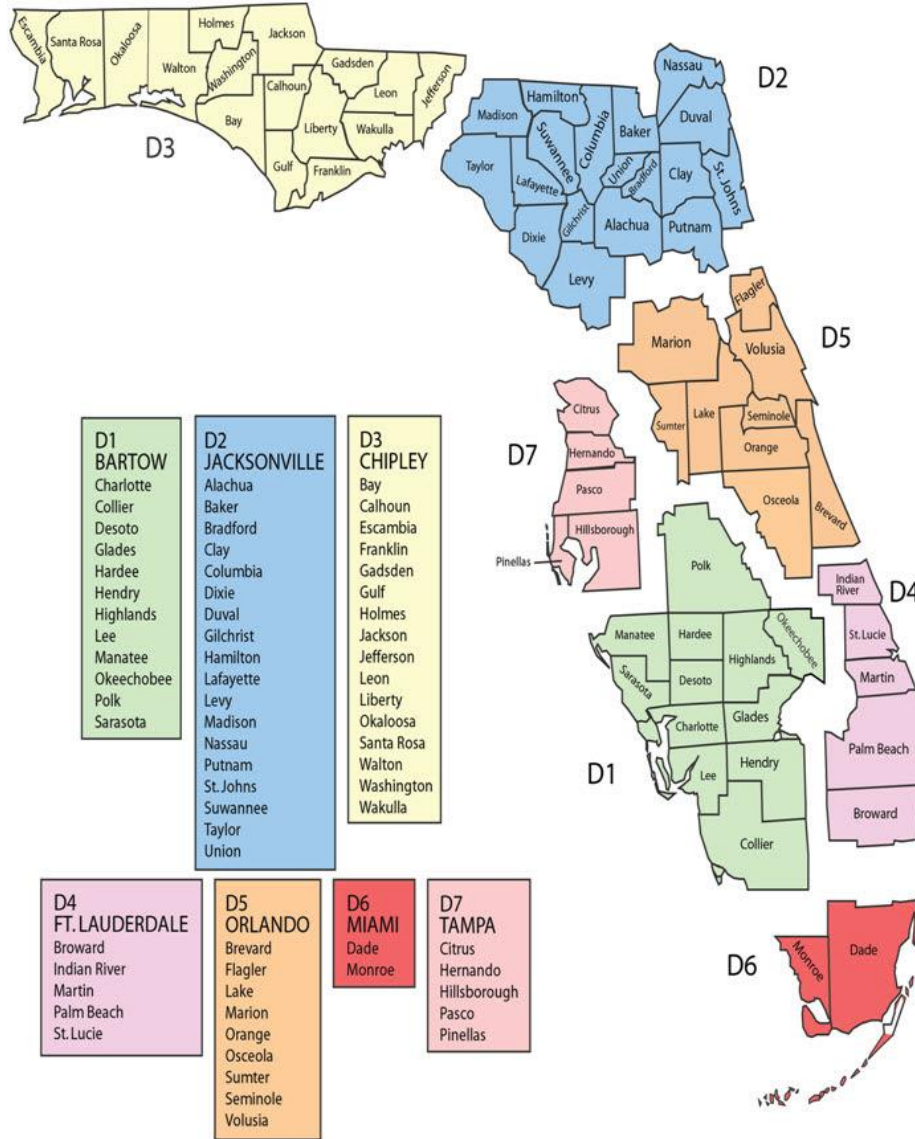 Escambia
Santa Rosa
Okaloosa
Walton
Holmes
Washington
Jackson
Bay
Calhoun
Gulf
Liberty
Gadsden
Franklin
Leon
Wakulla
Jefferson
D3
D2
Nassau
Duval
Hamilton
Madison
Suwannee
Columbia
Baker
Taylor
Lafayette
Union
Bradford
Clay
St. Johns
Gilchrist
Dixie
Alachua
Putnam
Levy
Flagler
D5
Marion
Volusia
Lake
Sumter
Seminole
Orange
Osceola
Brevard
D7
Citrus
Hernando
Pasco
Hillsborough
Pinellas
Polk
Manatee
Hardee
Okeechobee
Highlands
Sarasota
Desoto
Charlotte
Glades
Lee
Hendry
Collier
D1
Indian
River
D4
St. Lucie
Martin
Palm Beach
Broward
D6
Monroe
Dade
D1
BARTOW
Charlotte
Collier
Desoto
Glades
Hardee
Hendry
Highlands
Lee
Manatee
Okeechobee
Polk
Sarasota
D2
JACKSONVILLE
Alachua
Baker
Bradford
Clay
Columbia
Dixie
Duval
Gilchrist
Hamilton
Lafayette
Levy
Madison
Nassau
Putnam
St. Johns
Suwannee
Taylor
Union
D3
CHIPLEY
Bay
Calhoun
Escambia
Franklin
Gadsden
Gulf
Holmes
Jackson
Jefferson
Leon
Liberty
Okaloosa
Santa Rosa
Walton
Washington
Wakulla
D4
FT. LAUDERDALE
Broward
Indian River
Martin
Palm Beach
St. Lucie
D5
ORLANDO
Brevard
Flagler
Lake
Marion
Orange
Osceola
Sumter
Seminole
Volusia
D6
MIAMI
Dade
Monroe
D7
TAMPA
Citrus
Hernando
Hillsborough
Pasco
Pinellas